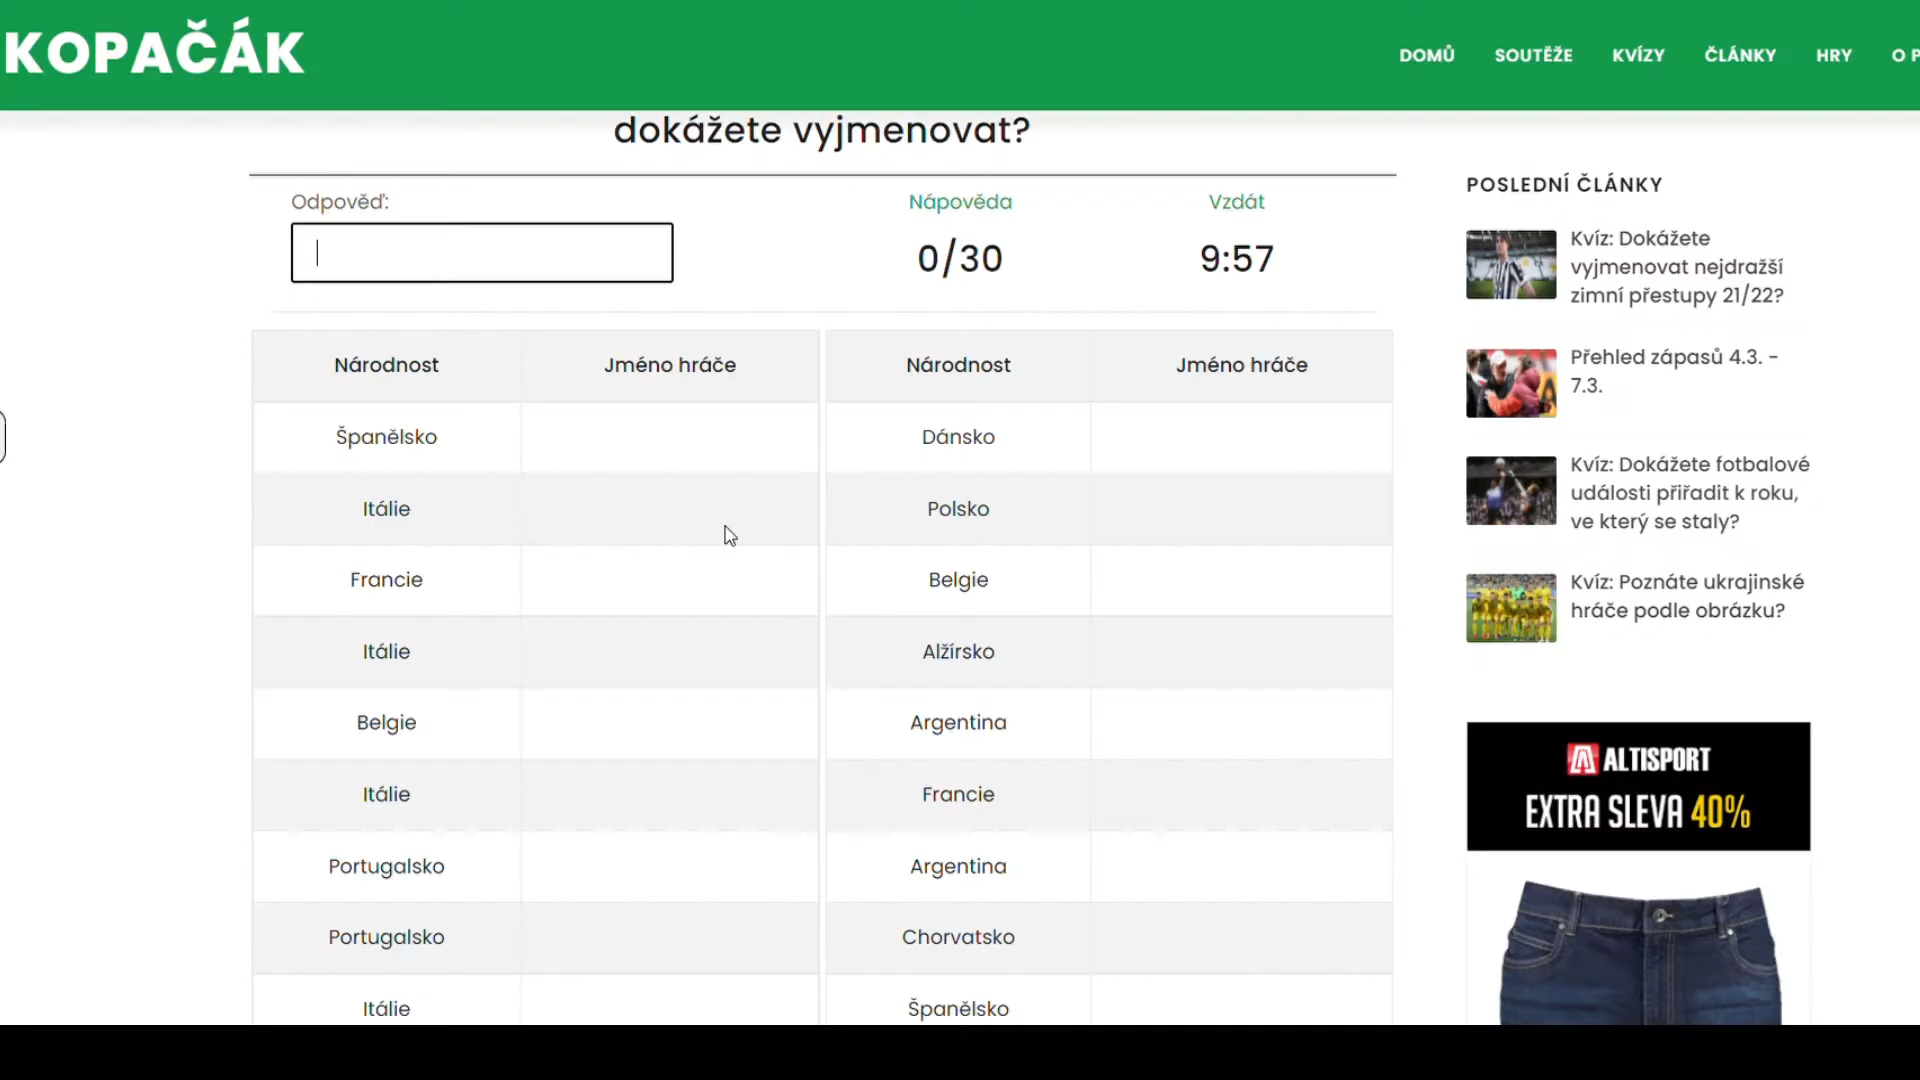 KOPAČÁK
DOMŮ
SOUTĚŽE
KVÍZY
ČLÁNKY
HRY
O P
dokážete vyjmenovat?
Odpověď:
Nápověda
0/30
Vzdát
9:57
Národnost
Jméno hráče
Národnost
Jméno hráče
Španělsko
Dánsko
Itálie
Polsko
Francie
Belgie
Itálie
Alžírsko
Belgie
Argentina
Itálie
Francie
Portugalsko
Argentina
Portugalsko
Chorvatsko
Itálie
Španělsko
POSLEDNÍ ČLÁNKY
Kvíz: Dokážete
vyjmenovat nejdražší
zimní přestupy 21/22?
Přehled zápasů 4.3. -
7.3.
Kvíz: Dokážete fotbalové
události přiřadit k roku,
ve který se staly?
Kvíz: Poznáte ukrajinské
hráče podle obrázku?
ALTISPORT
EXTRA SLEVA 40%